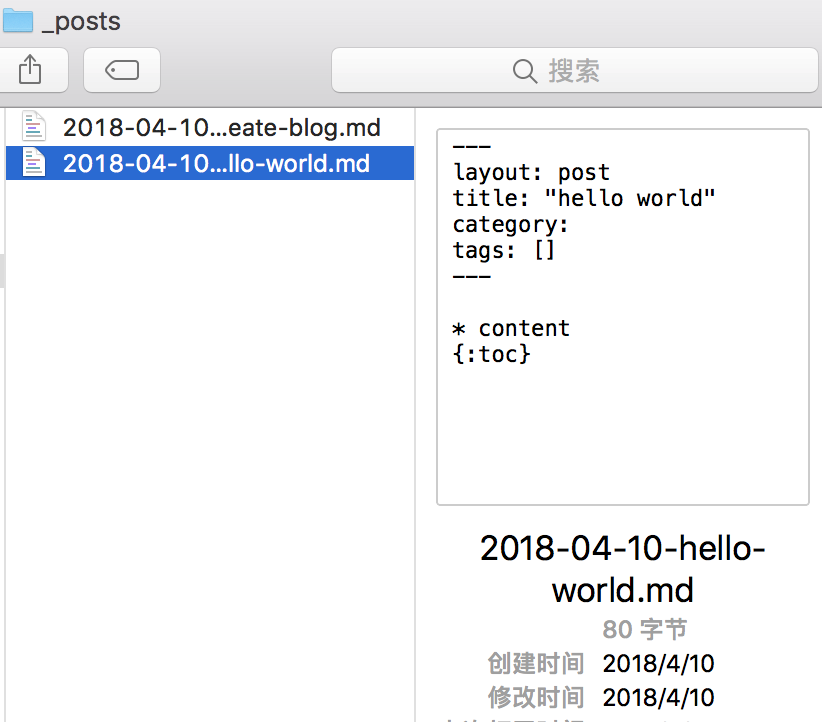 _posts
搜索
2018-04-10...eate-blog.md
2018-04-10...llo-world.md
---
layout: post
title: "hello world"
category:
tags: []
---
* content
{:toc}
2018-04-10-hello-
world.md
80 字节
创建时间 2018/4/10
修改时间 2018/4/10